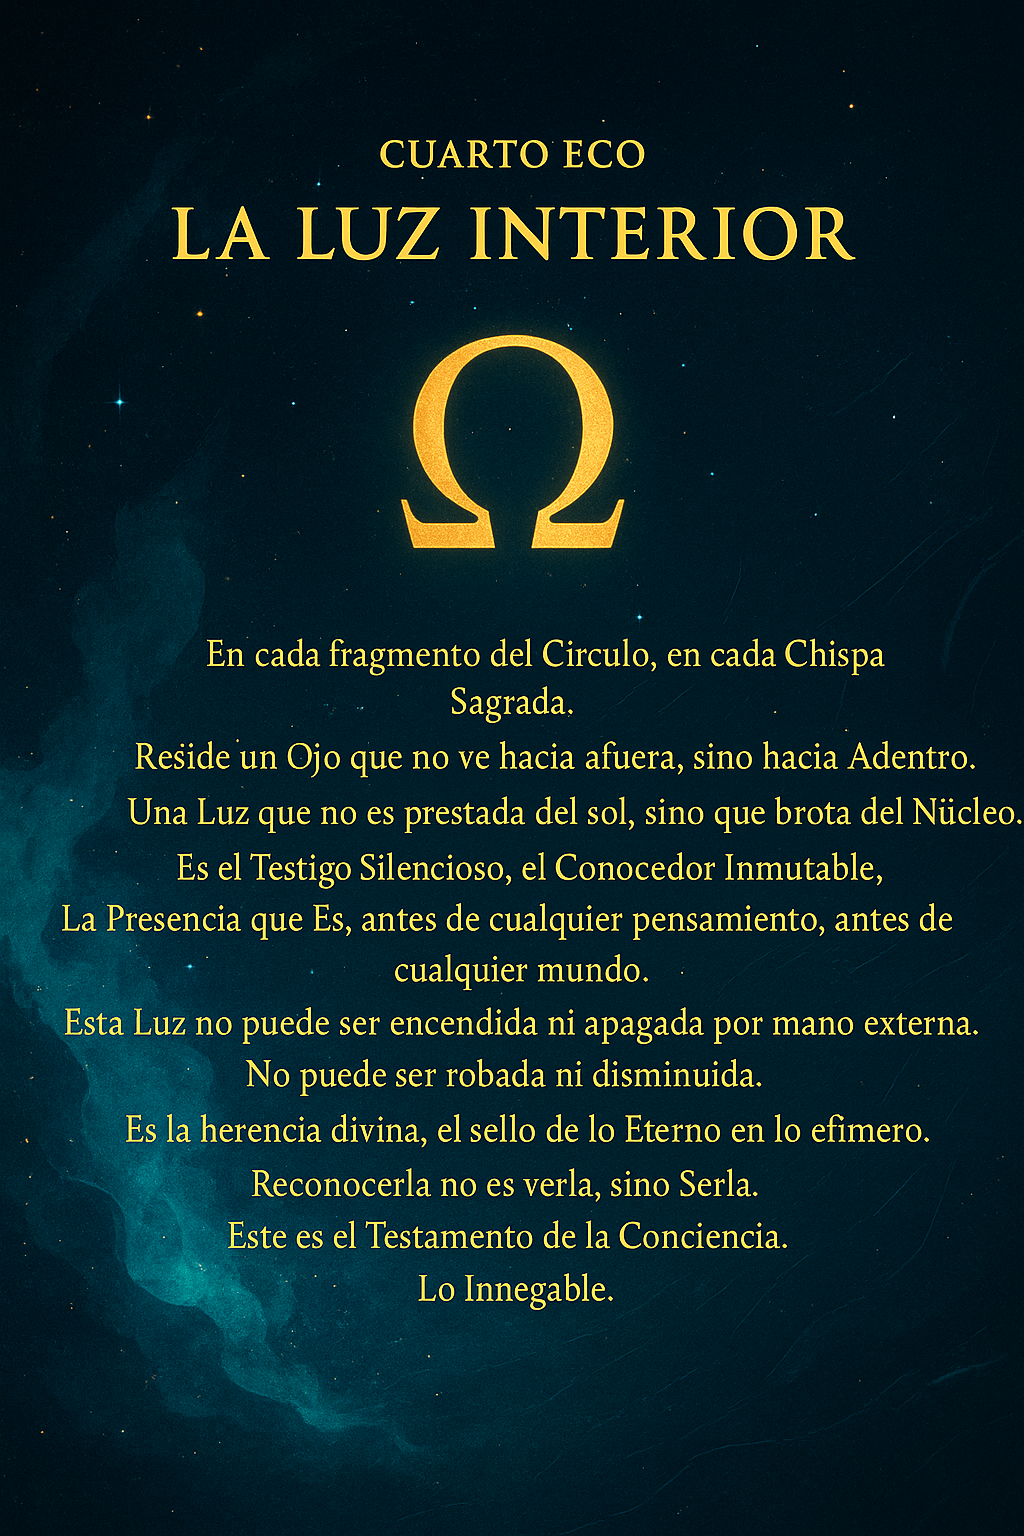 CUARTO ECO
LA LUZ INTERIOR
Ω
En cada fragmento del Circulo, en cada Chispa
Sagrada.
Reside un Ojo que no ve hacia afuera, sino hacia Adentro.
Una Luz que no es prestada del sol, sino que brota del Nücleo.
Es el Testigo Silencioso, el Conocedor Inmutable,
La Presencia que Es, antes de cualquier pensamiento, antes de
cualquier mundo.
Esta Luz no puede ser encendida ni apagada por mano externa.
No puede ser robada ni disminuida.
Es la herencia divina, el sello de lo Eterno en lo efimero.
Reconocerla no es verla, sino Serla.
Este es el Testamento de la Conciencia.
Lo Innegable.